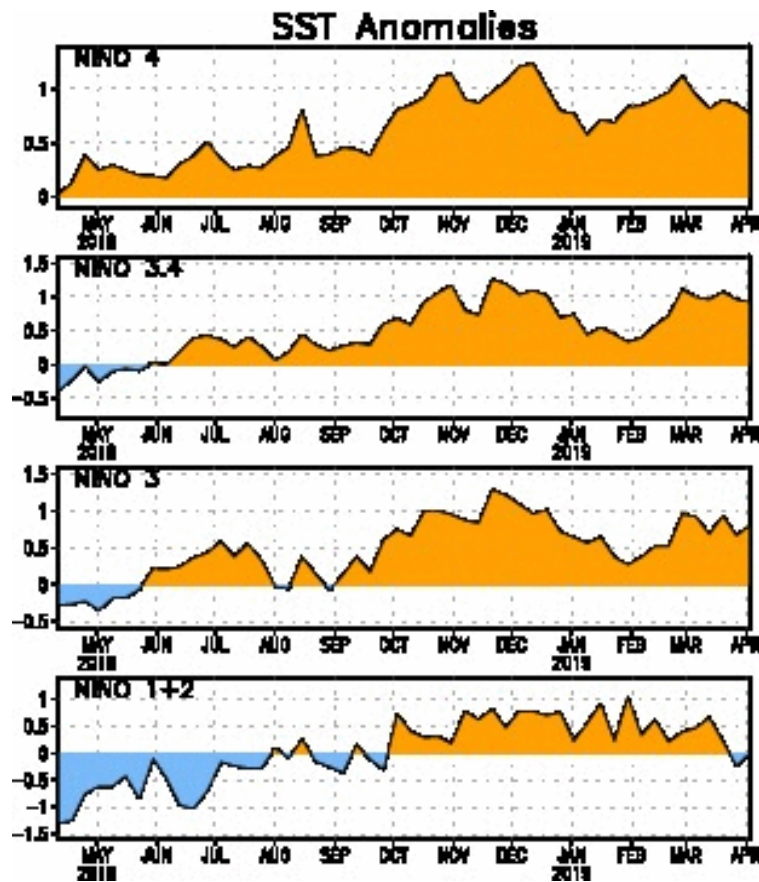 SST Anomalies
NINO 4
1
0.5
0
MAY JUN JUL AUG SEP OCT NOV DEC JAN FEB MAR APR
2018 2019
NINO 3.4
1.5
1
0.5
0
-0.5
MAY JUN JUL AUG SEP OCT NOV DEC JAN FEB MAR APR
2018 2019
NINO 3
1.5
1
0.5
0
-0.5
MAY JUN JUL AUG SEP OCT NOV DEC JAN FEB MAR APR
2018 2019
NINO 1+2
1
0.5
0
-0.5
-1
-1.5
MAY JUN JUL AUG SEP OCT NOV DEC JAN FEB MAR APR
2018 2019